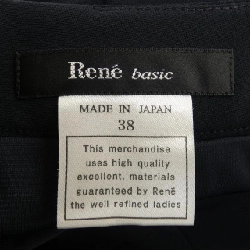 René basic
MADE IN JAPAN
38
This merchandise
uses high quality
excellent, materials
guaranteed by René
the well refined ladies